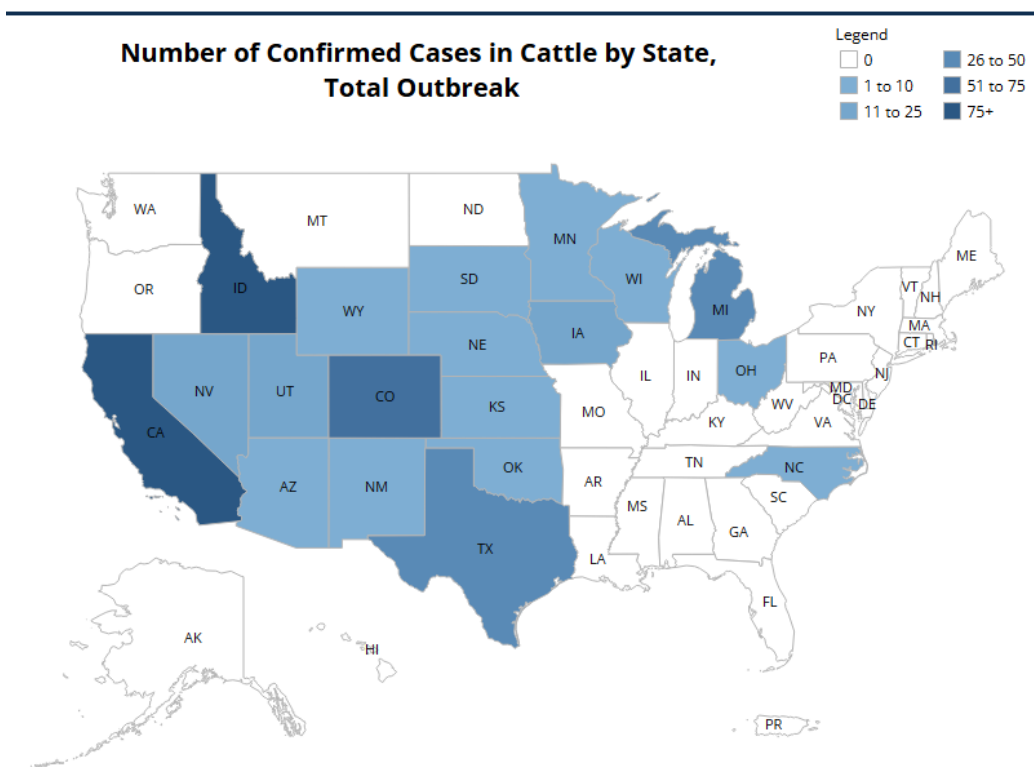 Number of Confirmed Cases in Cattle by State,
Total Outbreak
Legend
0
1 to 10
11 to 25
26 to 50
51 to 75
75+
WA
MT
ND
MN
ME
OR
ID
SD
WI
MI
VT
NH
NY
WY
MA
CT
RI
NE
IA
PA
NV
UT
CO
KS
IL
IN
OH
NJ
MD
DC
DE
MO
WV
VA
CA
KY
AZ
NM
OK
TN
NC
AR
SC
MS
AL
GA
TX
LA
FL
AK
HI
PR